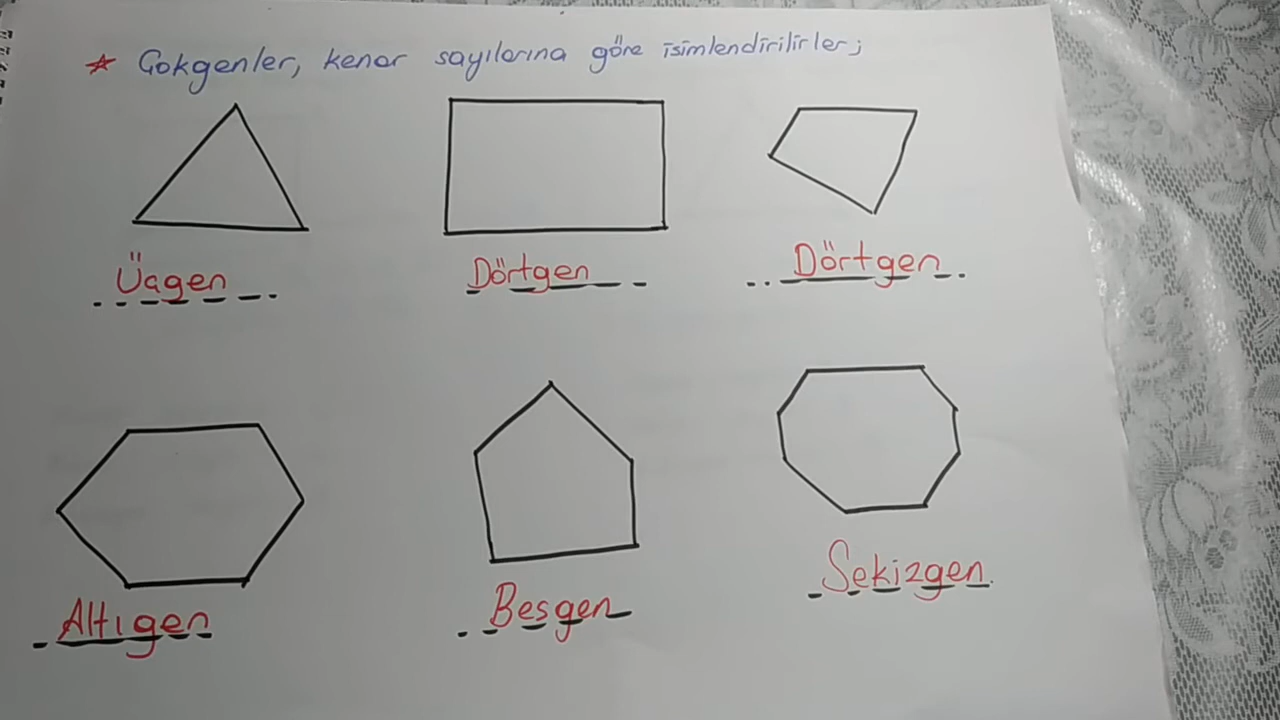 * Çokgenler, kenar sayılarına göre isimlendirilirler;
Üçgen
Dörtgen
Dörtgen
Altıgen
Beşgen
Sekizgen